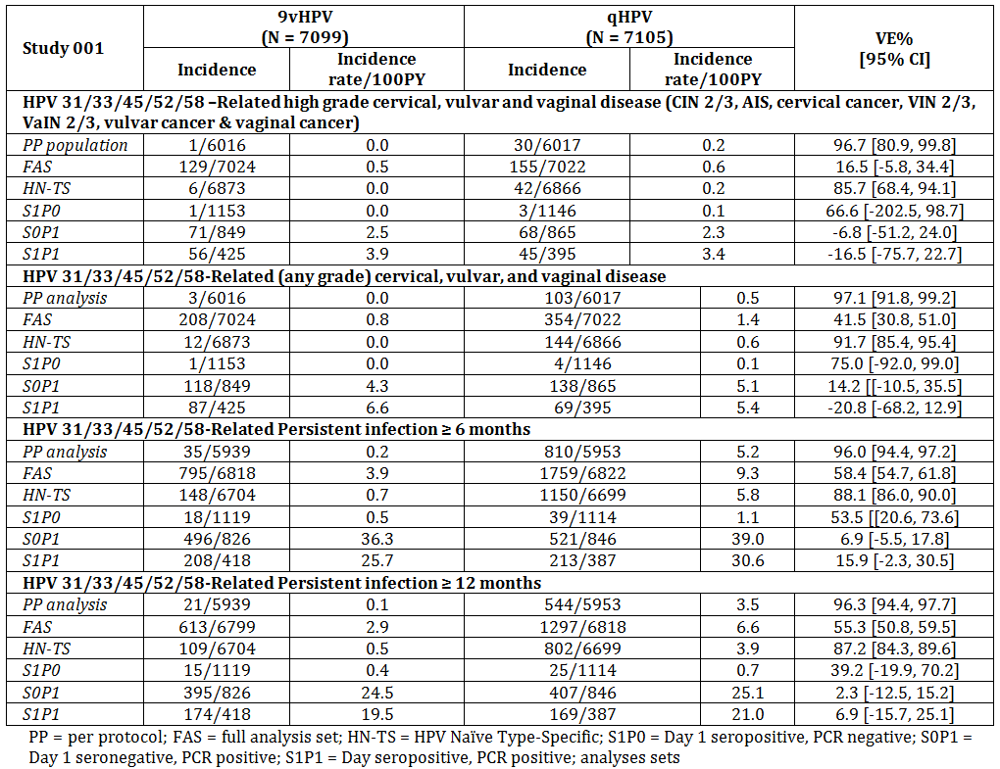 Study 001 9vHPV (N = 7099) qHPV (N = 7105) VE% [95% CI]
Incidence Incidence rate/100PY Incidence Incidence rate/100PY
HPV 31/33/45/52/58 –Related high grade cervical, vulvar and vaginal disease (CIN 2/3, AIS, cervical cancer, VIN 2/3,
VaIN 2/3, vulvar cancer & vaginal cancer)
PP population 1/6016 0.0 30/6017 0.2 96.7 [80.9, 99.8]
FAS 129/7024 0.5 155/7022 0.6 16.5 [-5.8, 34.4]
HN-TS 6/6873 0.0 42/6866 0.2 85.7 [68.4, 94.1]
S1P0 1/1153 0.0 3/1146 0.1 66.6 [-202.5, 98.7]
S0P1 71/849 2.5 68/865 2.3 -6.8 [-51.2, 24.0]
S1P1 56/425 3.9 45/395 3.4 -16.5 [-75.7, 22.7]
HPV 31/33/45/52/58-Related (any grade) cervical, vulvar, and vaginal disease
PP analysis 3/6016 0.0 103/6017 0.5 97.1 [91.8, 99.2]
FAS 208/7024 0.8 354/7022 1.4 41.5 [30.8, 51.0]
HN-TS 12/6873 0.0 144/6866 0.6 91.7 [85.4, 95.4]
S1P0 1/1153 0.0 4/1146 0.1 75.0 [-92.0, 99.0]
S0P1 118/849 4.3 138/865 5.1 14.2 [[-10.5, 35.5]
S1P1 87/425 6.6 69/395 5.4 -20.8 [-68.2, 12.9]
HPV 31/33/45/52/58-Related Persistent infection ≥ 6 months
PP analysis 35/5939 0.2 810/5953 5.2 96.0 [94.4, 97.2]
FAS 795/6818 3.9 1759/6822 9.3 58.4 [54.7, 61.8]
HN-TS 148/6704 0.7 1150/6699 5.8 88.1 [86.0, 90.0]
S1P0 18/1119 0.5 39/1114 1.1 53.5 [[20.6, 73.6]
S0P1 496/826 36.3 521/846 39.0 6.9 [-5.5, 17.8]
S1P1 208/418 25.7 213/387 30.6 15.9 [-2.3, 30.5]
HPV 31/33/45/52/58-Related Persistent infection ≥ 12 months
PP analysis 21/5939 0.1 544/5953 3.5 96.3 [94.4, 97.7]
FAS 613/6799 2.9 1297/6818 6.6 55.3 [50.8, 59.5]
HN-TS 109/6704 0.5 802/6699 3.9 87.2 [84.3, 89.6]
S1P0 15/1119 0.4 25/1114 0.7 39.2 [-19.9, 70.2]
S0P1 395/826 24.5 407/846 25.1 2.3 [-12.5, 15.2]
S1P1 174/418 19.5 169/387 21.0 6.9 [-15.7, 25.1]
PP = per protocol; FAS = full analysis set; HN-TS = HPV Naïve Type-Specific; S1P0 = Day 1 seropositive, PCR negative; S0P1 =
Day 1 seronegative, PCR positive; S1P1 = Day seropositive, PCR positive; analyses sets